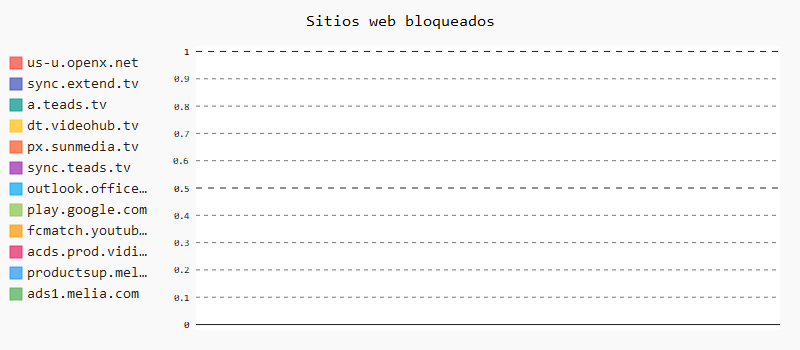 Sitios web bloqueados
us-u.openx.net
sync.extend.tv
a.teads.tv
dt.videohub.tv
px.sunmedia.tv
sync.teads.tv
outlook.office…
play.google.com
fcmatch.youtub…
acds.prod.vidi…
productsup.mel…
ads1.melia.com
1
0.9
0.8
0.7
0.6
0.5
0.4
0.3
0.2
0.1
0